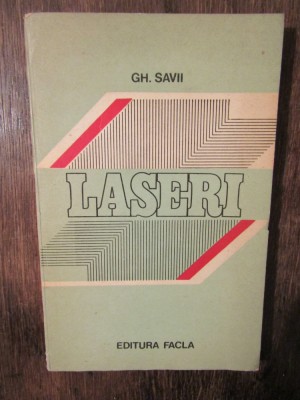 GH. SAVII
LASERI
EDITURA FACLA